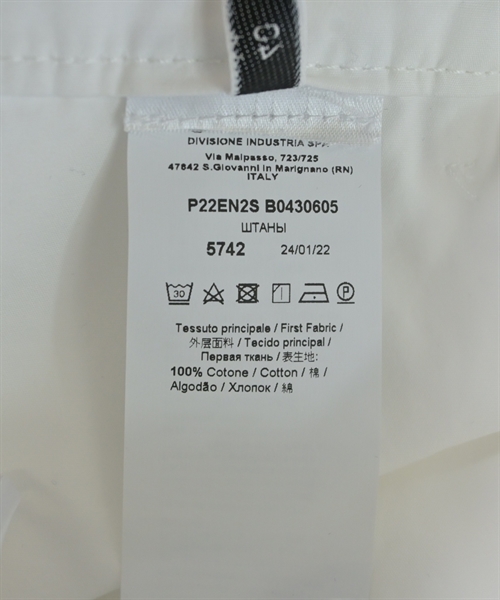 DIVISIONE INDUSTRIA SPA
Via Malpasso, 723/725
47842 S.Giovanni in Marignano (RN)
ITALY
P22EN2S B0430605
ШТАНЫ
5742 24/01/22
30
P
Tessuto principale / First Fabric /
外层面料 / Tecido principal /
Первая ткань / 表生地:
100% Cotone / Cotton / 棉 /
Algodão / Хлопок / 綿